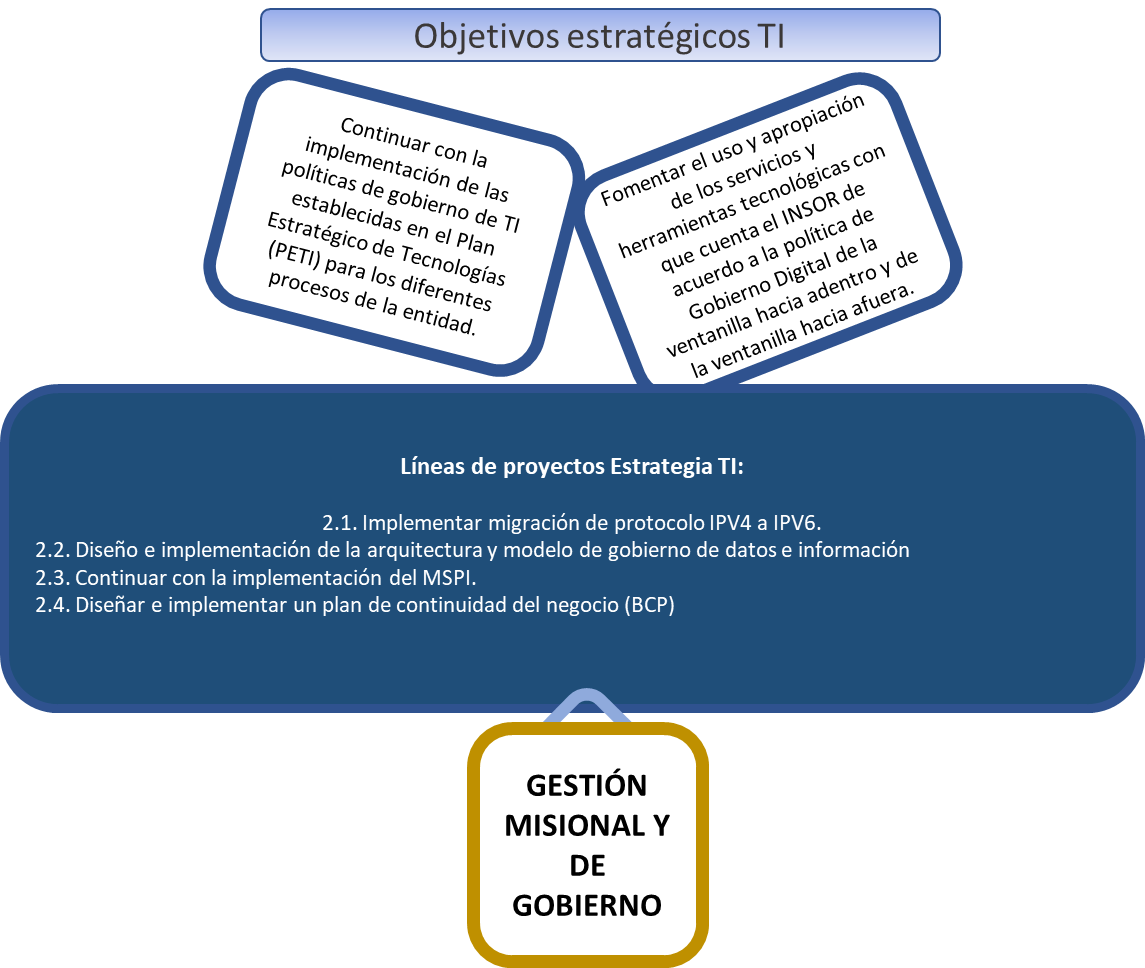 Objetivos estratégicos TI
Continuar con la
implementación de las
políticas de gobierno de TI
establecidas en el Plan
Estratégico de Tecnologías
(PETI) para los diferentes
procesos de la entidad.
Fomentar el uso y apropiación
de los servicios y
herramientas tecnológicas con
que cuenta el INSOR de
acuerdo a la política de
Gobierno Digital de la
ventanilla hacia adentro y de
la ventanilla hacia afuera.
Líneas de proyectos Estrategia TI:
2.1. Implementar migración de protocolo IPV4 a IPV6.
2.2. Diseño e implementación de la arquitectura y modelo de gobierno de datos e información
2.3. Continuar con la implementación del MSPI.
2.4. Diseñar e implementar un plan de continuidad del negocio (BCP)
GESTIÓN
MISIONAL Y
DE
GOBIERNO